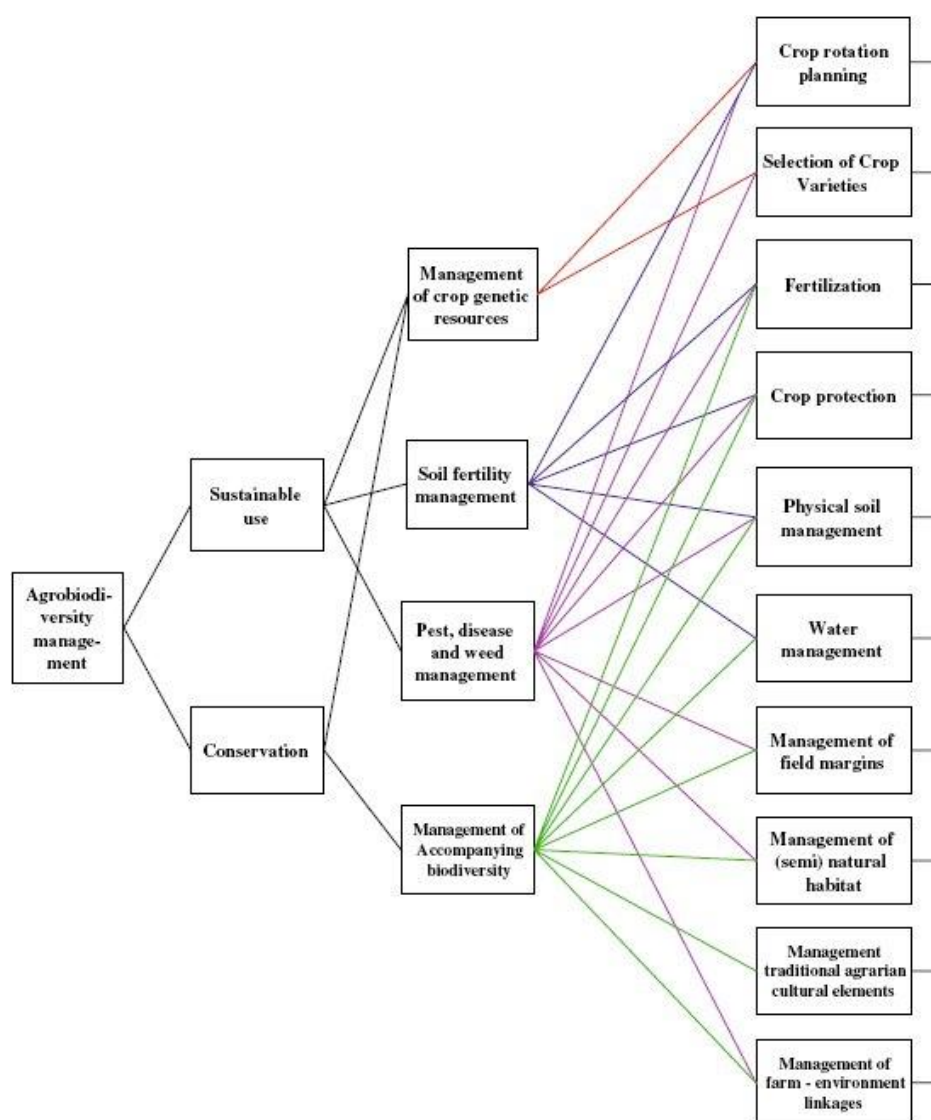 Crop rotation
planning
Selection of Crop
Varieties
Management
of crop genetic
resources
Fertilization
Crop protection
Soil fertility
management
Sustainable
use
Physical soil
management
Agrobiodi-
versity
manage-
ment
Pest, disease
and weed
management
Water
management
Conservation
Management of
field margins
Management of
Accompanying
biodiversity
Management of
(semi) natural
habitat
Management
traditional agrarian
cultural elements
Management of
farm - environment
linkages